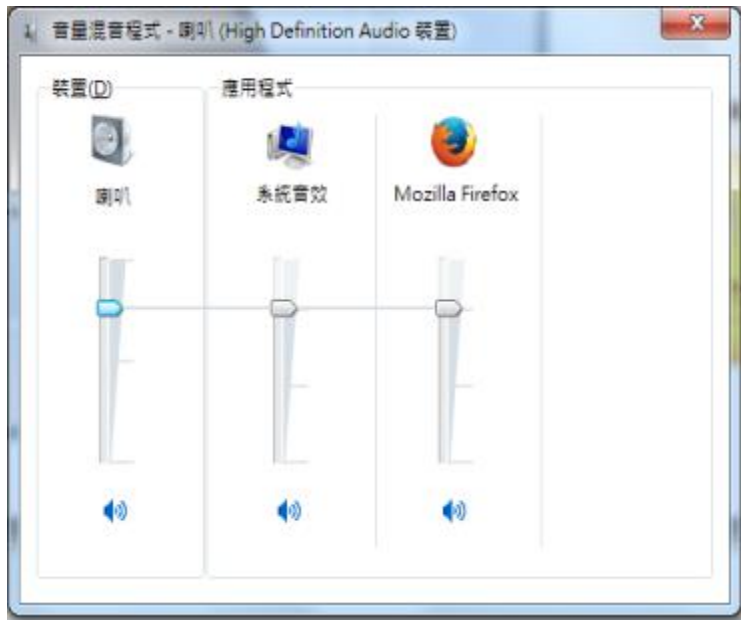 音量混音程式 - 喇叭 (High Definition Audio 裝置)
裝置(D)
應用程式
喇叭
系統音效
Mozilla Firefox